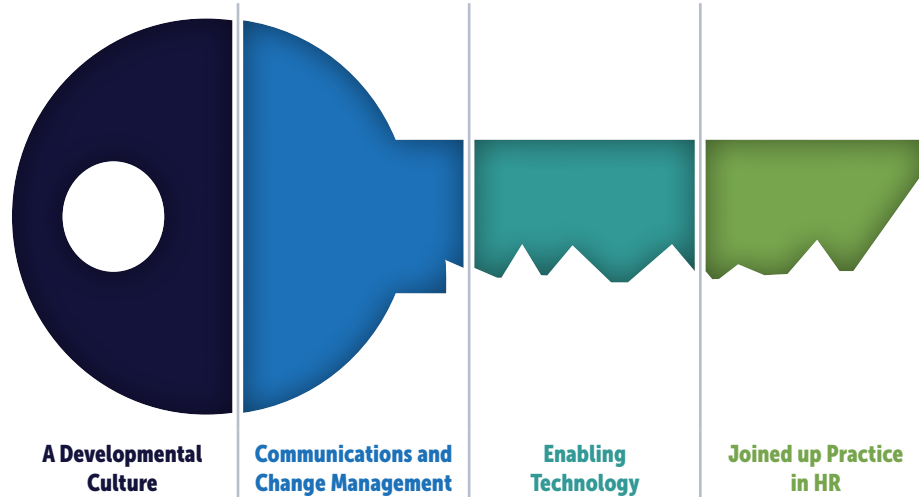 A Developmental
Culture
Communications and
Change Management
Enabling
Technology
Joined up Practice
in HR